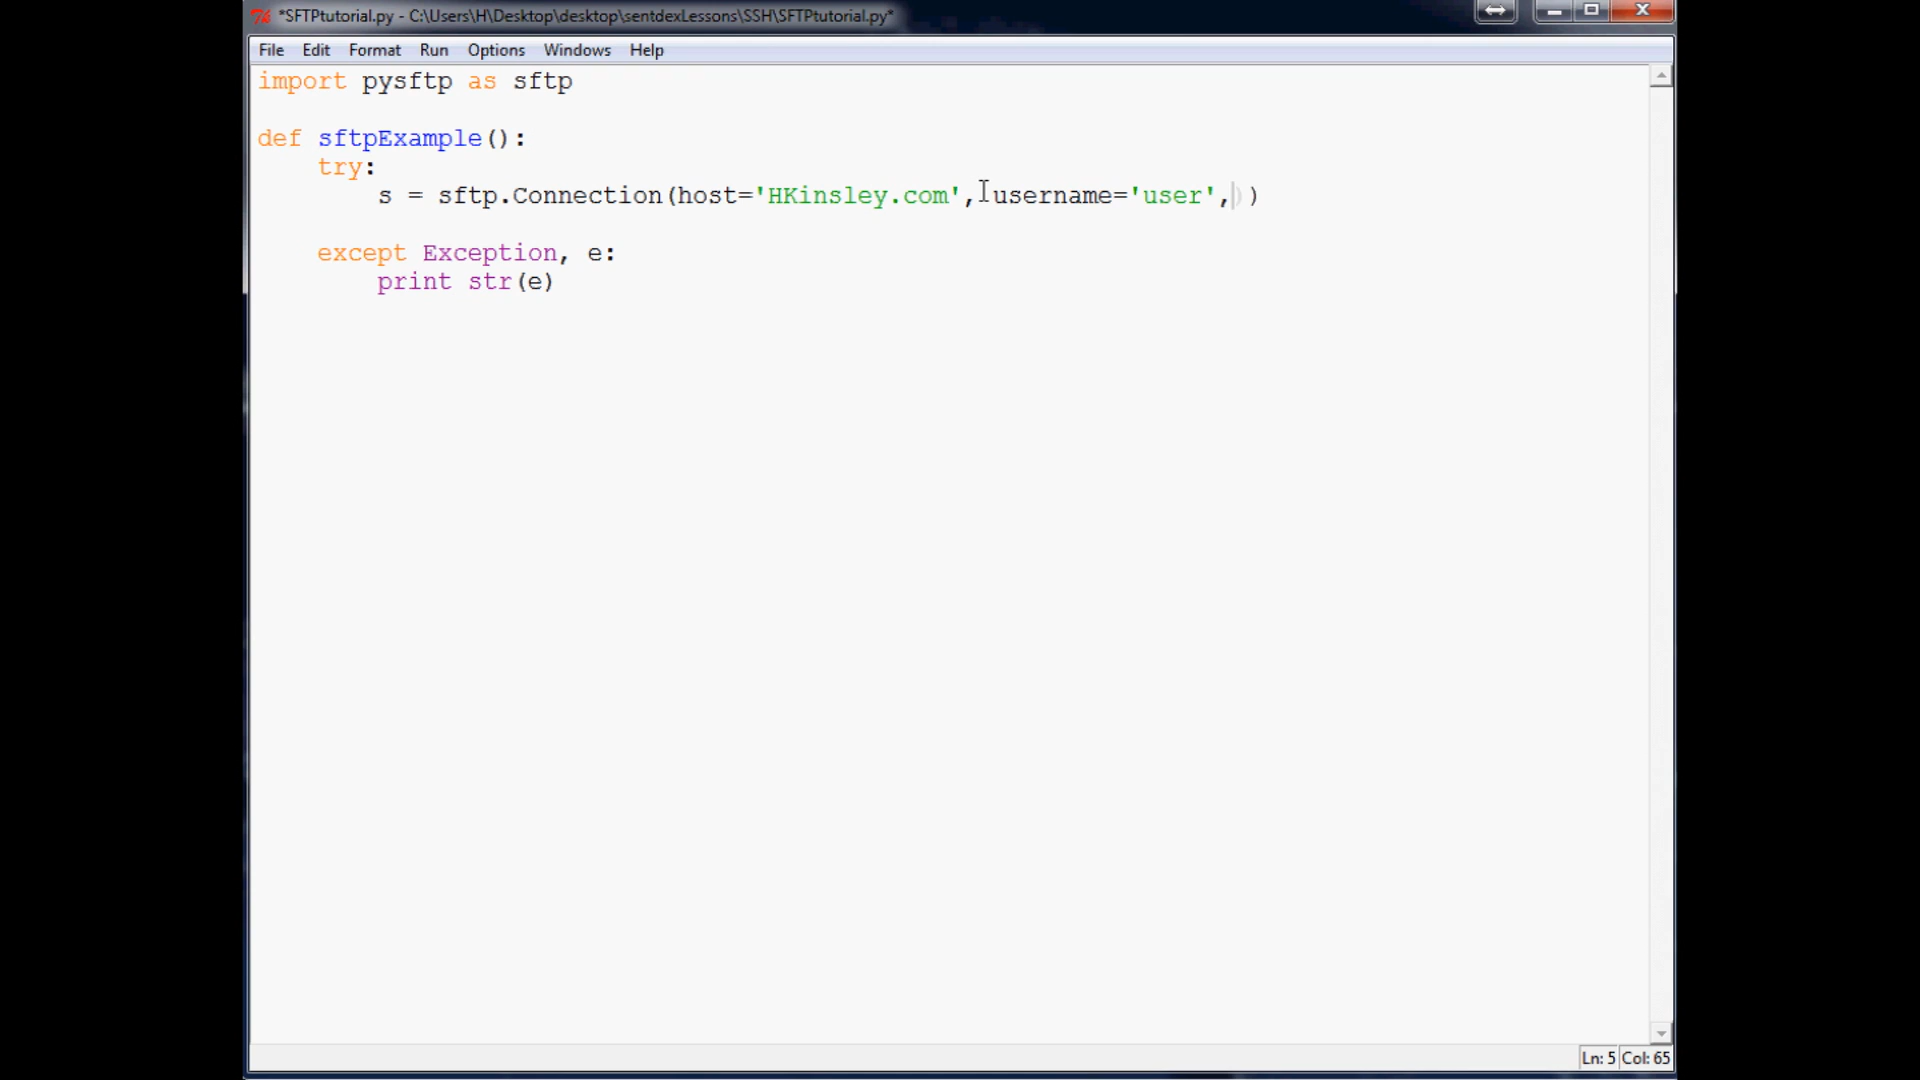 *SFTPtutorial.py - C:\Users\H\Desktop\desktop\sentdexLessons\SSH\SFTPtutorial.py*
File Edit Format Run Options Windows Help
import pysftp as sftp
def sftpExample():
try:
s = sftp.Connection(host='HKinsley.com', username='user', )
except Exception, e:
print str(e)
Ln: 5 Col: 65